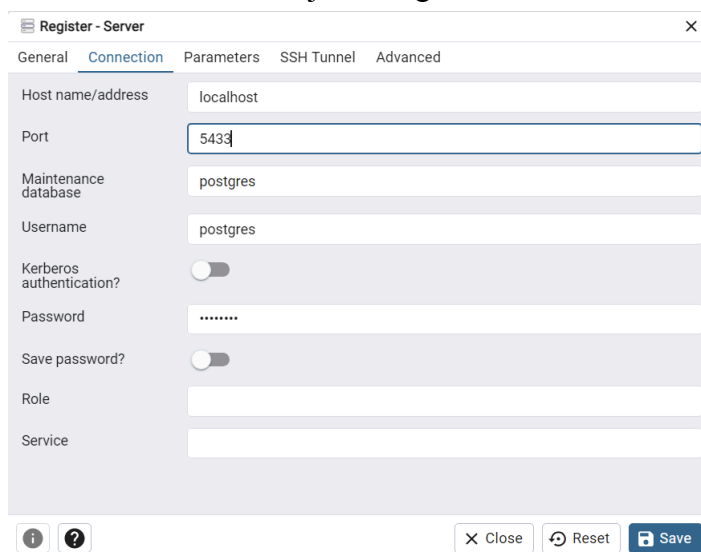 Register - Server
General Connection Parameters SSH Tunnel Advanced
Host name/address localhost
Port 5433
Maintenance database postgres
Username postgres
Kerberos authentication?
Password ••••••••
Save password?
Role
Service
Close Reset Save